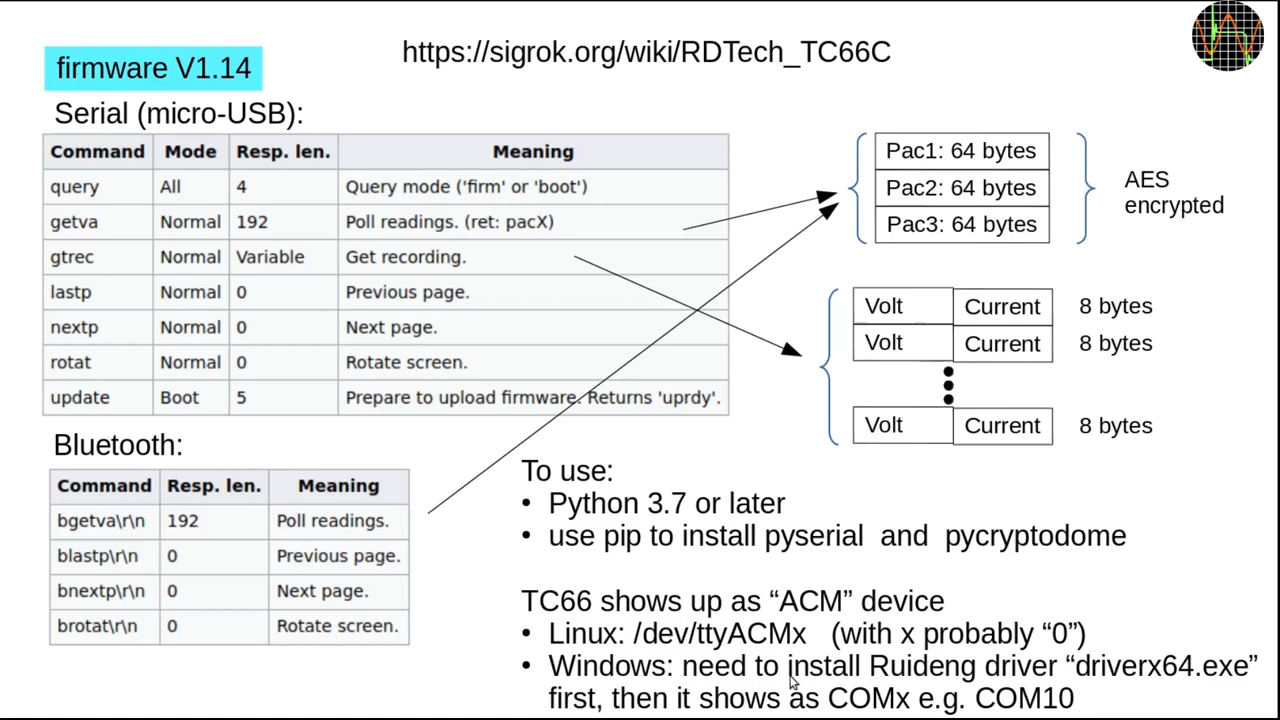 https://sigrok.org/wiki/RDTech_TC66C
firmware V1.14
Serial (micro-USB):
Command Mode Resp. len. Meaning
query All 4 Query mode ('firm' or 'boot')
getva Normal 192 Poll readings. (ret: pacX)
gtrec Normal Variable Get recording.
lastp Normal 0 Previous page.
nextp Normal 0 Next page.
rotat Normal 0 Rotate screen.
update Boot 5 Prepare to upload firmware. Returns 'uprdy'.
Pac1: 64 bytes
Pac2: 64 bytes
Pac3: 64 bytes
AES
encrypted
Volt Current 8 bytes
Volt Current 8 bytes
Volt Current 8 bytes
Bluetooth:
Command Resp. len. Meaning
bgetva\r\n 192 Poll readings.
blastp\r\n 0 Previous page.
bnextp\r\n 0 Next page.
brotat\r\n 0 Rotate screen.
To use:
• Python 3.7 or later
• use pip to install pyserial and pycryptodome
TC66 shows up as “ACM” device
• Linux: /dev/ttyACMx (with x probably “0”)
• Windows: need to install Ruideng driver “driverx64.exe”
first, then it shows as COMx e.g. COM10